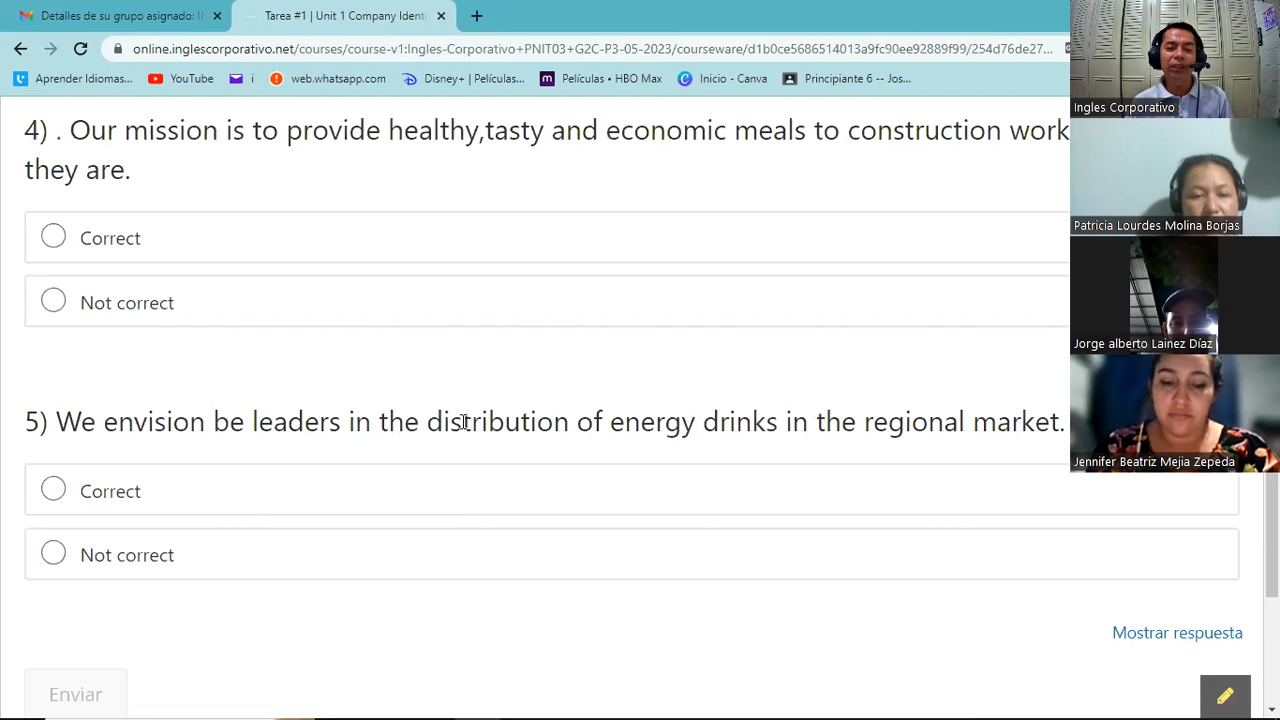 Detalles de su grupo asignado: I
Tarea #1 | Unit 1 Company Ident
online.inglescorporativo.net/courses/course-v1:Ingles-Corporativo+PNIT03+G2C-P3-05-2023/courseware/
Aprender Idiomas...
YouTube
i
web.whatsapp.com
Disney+ - Películas...
Películas • HBO Max
Inicio - Canva
Principiante 6 -- Jos...
4) . Our mission is to provide healthy,tasty and economic meals to construction work
they are.
Correct
Not correct
5) We envision be leaders in the distribution of energy drinks in the regional market.
Correct
Not correct
Mostrar respuesta
Enviar
Ingles Corporativo
Patricia Lourdes Molina Borjas
Jorge alberto Lainez Díaz
Jennifer Beatriz Mejia Zepeda